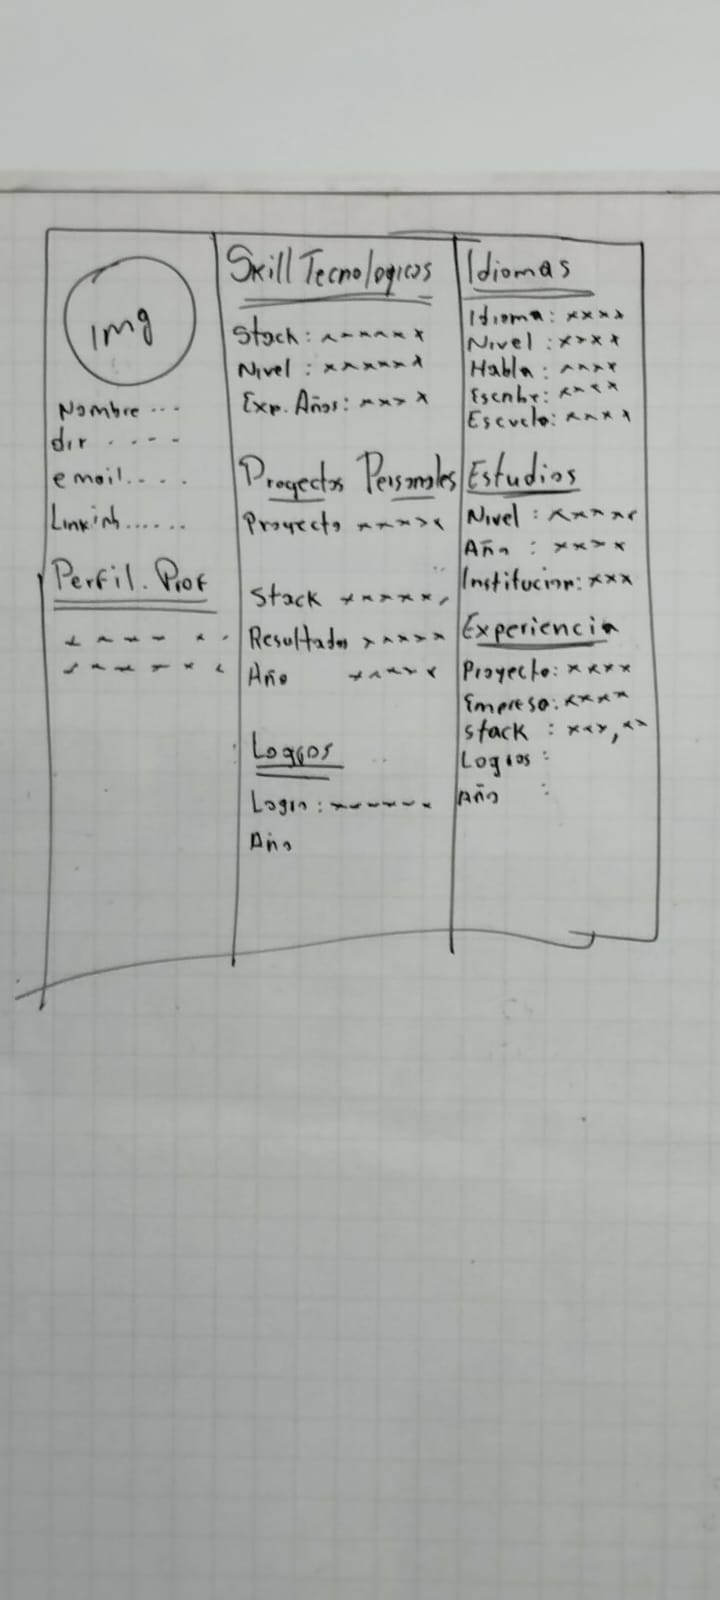 Img
Nombre ...
dir ....
email....
Linkin......
Perfil. Prof
x x x x x x
x x x x x x
Skill Tecnologicos
Stack: xxxxxx
Nivel : xxxxxx
Exp. Años: xxxx
Proyectos Personales
Proyecto xxxxx
Stack xxxxxx
Resultados xxxxx
Año xxxxx
Logros
Logro : xxxxxx
Año
Idiomas
Idioma: xxxx
Nivel : xxxx
Habla : xxxx
Escribe: xxxx
Escuela: xxxx
Estudios
Nivel : xxxxx
Año : xxxx
Institucion: xxx
Experiencia
Proyecto: xxxx
Empresa: xxxx
Stack : xxx, xx
Logros :
Año :